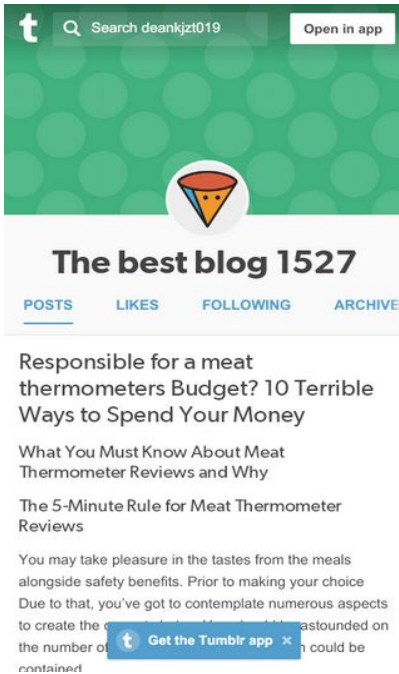 t Search deankjzt019 Open in app
The best blog 1527
POSTS LIKES FOLLOWING ARCHIVE
Responsible for a meat
thermometers Budget? 10 Terrible
Ways to Spend Your Money
What You Must Know About Meat
Thermometer Reviews and Why
The 5-Minute Rule for Meat Thermometer
Reviews
You may take pleasure in the tastes from the meals
alongside safety benefits. Prior to making your choice
Due to that, you've got to contemplate numerous aspects
to create the astounded on
the number of could be
contained
t Get the Tumblr app ×